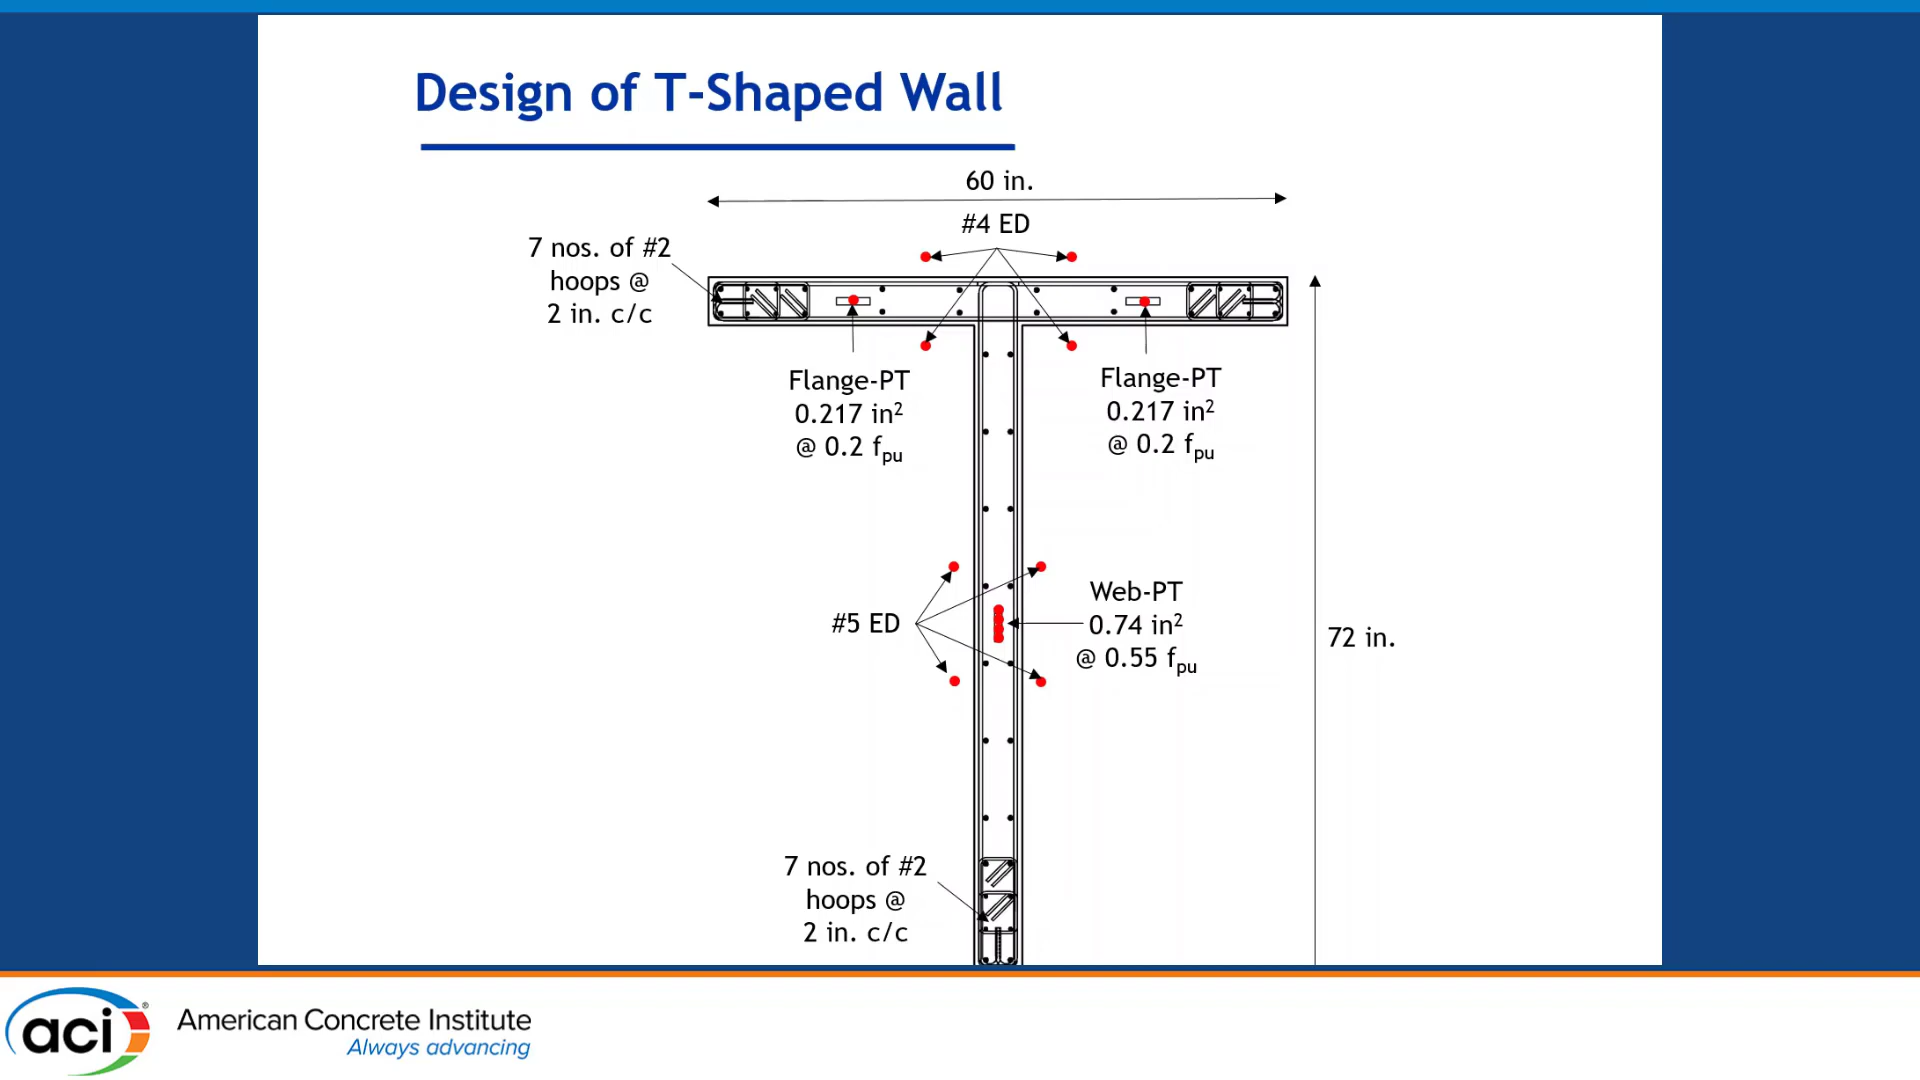 Design of T-Shaped Wall
60 in.
#4 ED
7 nos. of #2
hoops @
2 in. c/c
Flange-PT
0.217 in²
@ 0.2 fpu
Flange-PT
0.217 in²
@ 0.2 fpu
#5 ED
Web-PT
0.74 in²
@ 0.55 fpu
72 in.
7 nos. of #2
hoops @
2 in. c/c
aci®
American Concrete Institute
Always advancing